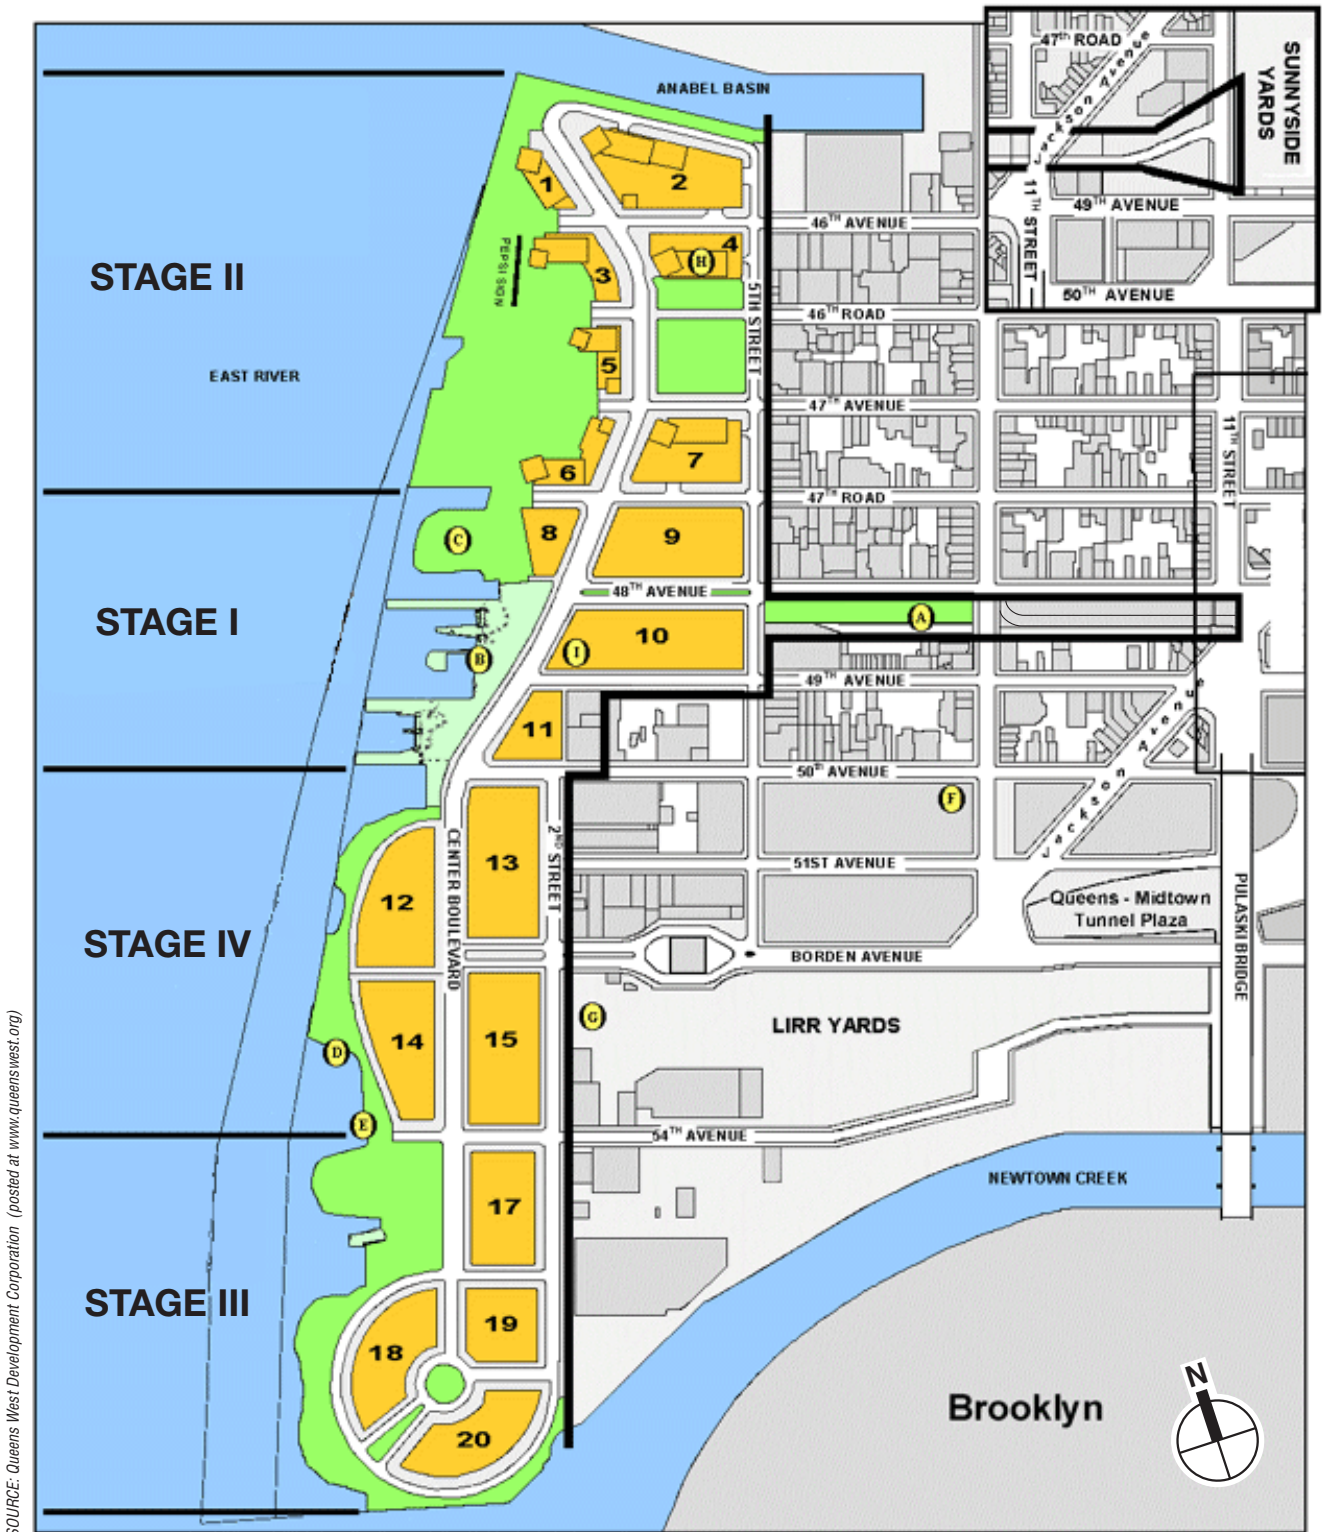 47th ROAD
Jackson Avenue
SUNNYSIDE
YARDS
ANABEL BASIN
1
2
11TH STREET
49TH AVENUE
46TH AVENUE
PEPSI SIGN
4
H
3
STAGE II
5TH STREET
50TH AVENUE
46TH ROAD
5
EAST RIVER
47TH AVENUE
11TH STREET
6
7
47TH ROAD
C
8
9
48TH AVENUE
A
STAGE I
10
I
B
49TH AVENUE
11
50th AVENUE
Jackson Avenue
F
CENTER BOULEVARD
2ND STREET
13
51ST AVENUE
12
Queens - Midtown
Tunnel Plaza
PULASKI BRIDGE
STAGE IV
BORDEN AVENUE
G
LIRR YARDS
14
15
D
E
54TH AVENUE
NEWTOWN CREEK
17
STAGE III
19
18
20
Brooklyn
N
SOURCE: Queens West Development Corporation (posted at www.queenswest.org)